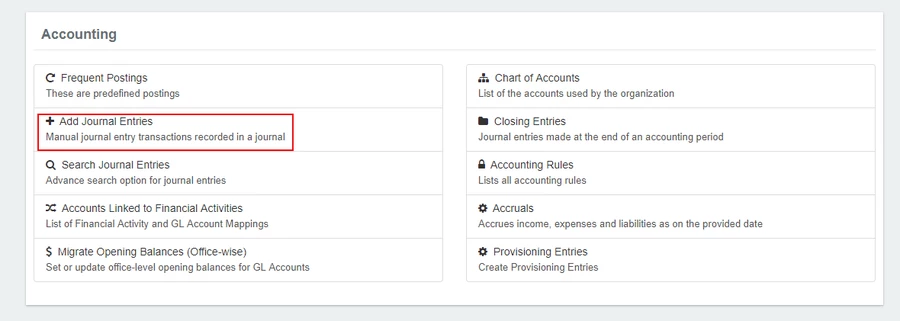 Accounting
Frequent Postings
These are predefined postings
Add Journal Entries
Manual journal entry transactions recorded in a journal
Search Journal Entries
Advance search option for journal entries
Accounts Linked to Financial Activities
List of Financial Activity and GL Account Mappings
$ Migrate Opening Balances (Office-wise)
Set or update office-level opening balances for GL Accounts
Chart of Accounts
List of the accounts used by the organization
Closing Entries
Journal entries made at the end of an accounting period
Accounting Rules
Lists all accounting rules
Accruals
Accrues income, expenses and liabilities as on the provided date
Provisioning Entries
Create Provisioning Entries